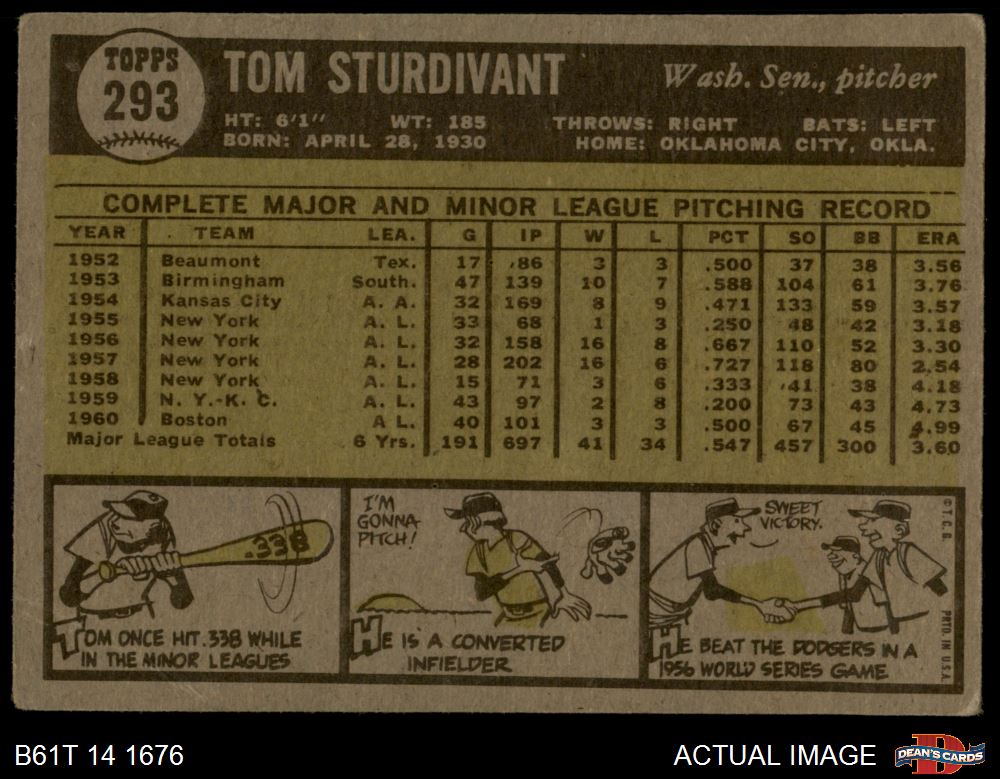 TOPPS
293
TOM STURDIVANT
Wash. Sen., pitcher
HT: 6'1" WT: 185 THROWS: RIGHT BATS: LEFT
BORN: APRIL 28, 1930 HOME: OKLAHOMA CITY, OKLA.
COMPLETE MAJOR AND MINOR LEAGUE PITCHING RECORD
YEAR TEAM LEA. G IP W L PCT SO BB ERA
1952 Beaumont Tex. 17 86 3 3 .500 37 38 3.56
1953 Birmingham South. 47 139 10 7 .588 104 61 3.76
1954 Kansas City A. A. 32 169 8 9 .471 133 59 3.57
1955 New York A. L. 33 68 1 3 .250 48 42 3.18
1956 New York A. L. 32 158 16 8 .667 110 52 3.30
1957 New York A. L. 28 202 16 6 .727 118 80 2.54
1958 New York A. L. 15 71 3 6 .333 41 38 4.18
1959 N. Y.-K. C. A. L. 43 97 2 8 .200 73 43 4.73
1960 Boston A L. 40 101 3 3 .500 67 45 4.99
Major League Totals 6 Yrs. 191 697 41 34 .547 457 300 3.60
.338
TOM ONCE HIT .338 WHILE
IN THE MINOR LEAGUES
I'M
GONNA
PITCH!
HE IS A CONVERTED
INFIELDER
SWEET
VICTORY.
HE BEAT THE DODGERS IN A
1956 WORLD SERIES GAME
© T.C.G. PRTD. IN U.S.A.
B61T 14 1676
ACTUAL IMAGE
DEAN'S CARDS